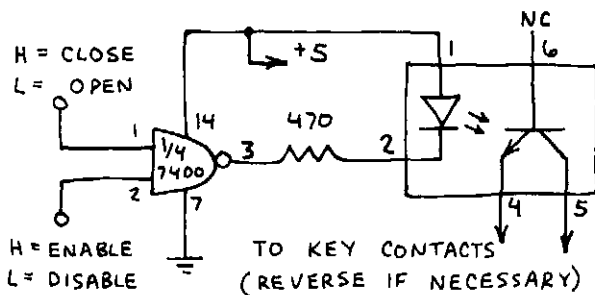 NC
H = CLOSE
L = OPEN
+5
1
6
14
470
1
1/4
7400
3
2
2
7
4
5
H = ENABLE
L = DISABLE
TO KEY CONTACTS
(REVERSE IF NECESSARY)